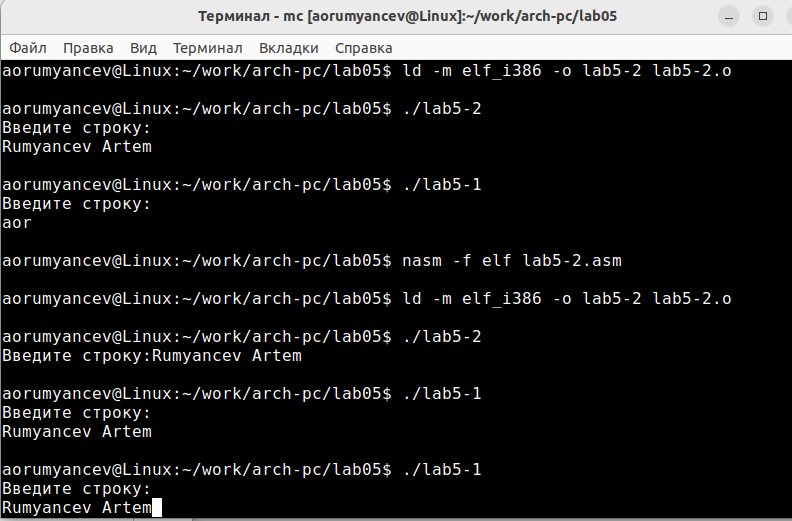 Терминал - mc [aorumyancev@Linux]:~/work/arch-pc/lab05
Файл Правка Вид Терминал Вкладки Справка
aorumyancev@Linux:~/work/arch-pc/lab05$ ld -m elf_i386 -o lab5-2 lab5-2.o
aorumyancev@Linux:~/work/arch-pc/lab05$ ./lab5-2
Введите строку:
Rumyancev Artem
aorumyancev@Linux:~/work/arch-pc/lab05$ ./lab5-1
Введите строку:
aor
aorumyancev@Linux:~/work/arch-pc/lab05$ nasm -f elf lab5-2.asm
aorumyancev@Linux:~/work/arch-pc/lab05$ ld -m elf_i386 -o lab5-2 lab5-2.o
aorumyancev@Linux:~/work/arch-pc/lab05$ ./lab5-2
Введите строку:Rumyancev Artem
aorumyancev@Linux:~/work/arch-pc/lab05$ ./lab5-1
Введите строку:
Rumyancev Artem
aorumyancev@Linux:~/work/arch-pc/lab05$ ./lab5-1
Введите строку:
Rumyancev Artem